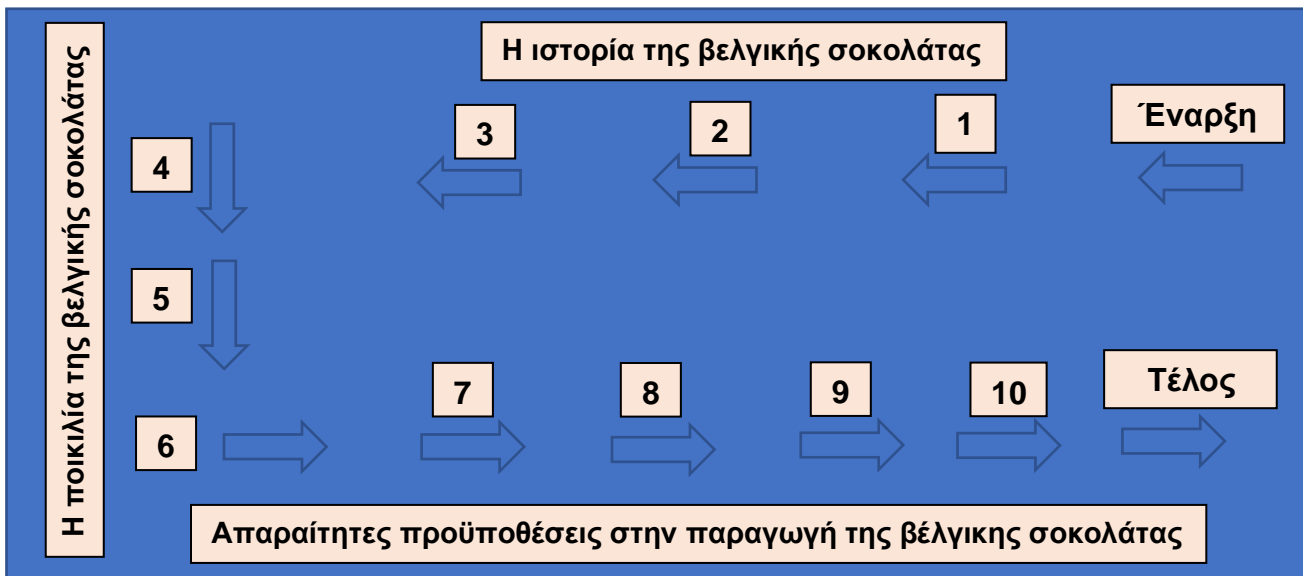 Η ιστορία της βελγικής σοκολάτας
Έναρξη
1
2
3
Η ποικιλία της βελγικής σοκολάτας
4
5
6
7
8
9
10
Τέλος
Απαραίτητες προϋποθέσεις στην παραγωγή της βέλγικης σοκολάτας